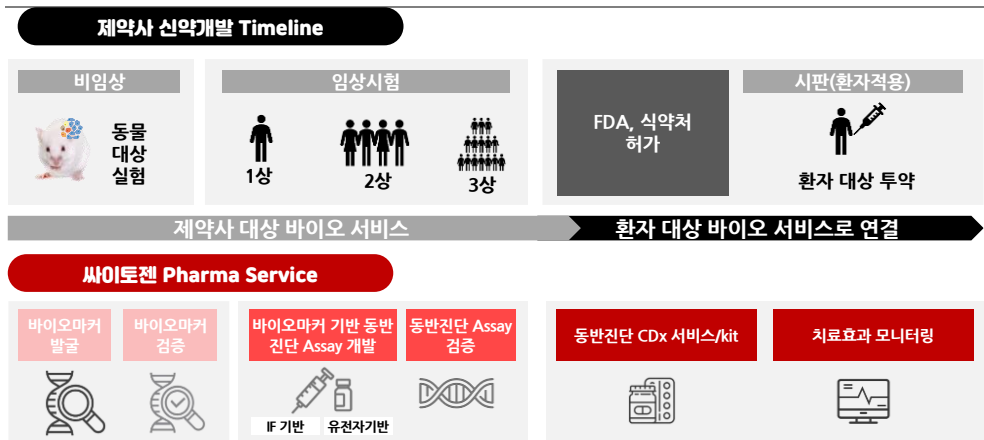 제약사 신약개발 Timeline
비임상
동물
대상
실험
임상시험
1상
2상
3상
FDA, 식약처
허가
시판(환자적용)
환자 대상 투약
제약사 대상 바이오 서비스
환자 대상 바이오 서비스로 연결
싸이토젠 Pharma Service
바이오마커
발굴
바이오마커
검증
바이오마커 기반 동반
진단 Assay 개발
IF 기반
유전자기반
동반진단 Assay
검증
동반진단 CDx 서비스/kit
치료효과 모니터링